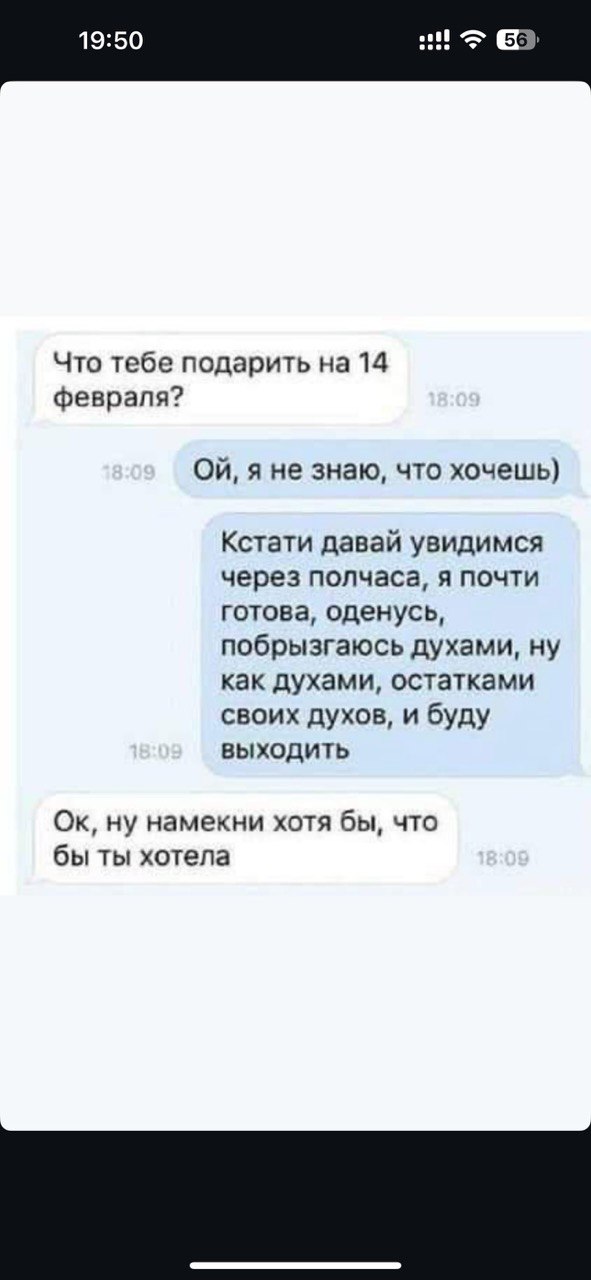 19:50
56
Что тебе подарить на 14
февраля?
18:09
18:09
Ой, я не знаю, что хочешь)
Кстати давай увидимся
через полчаса, я почти
готова, оденусь,
побрызгаюсь духами, ну
как духами, остатками
своих духов, и буду
выходить
18:09
Ок, ну намекни хотя бы, что
бы ты хотела
18:09